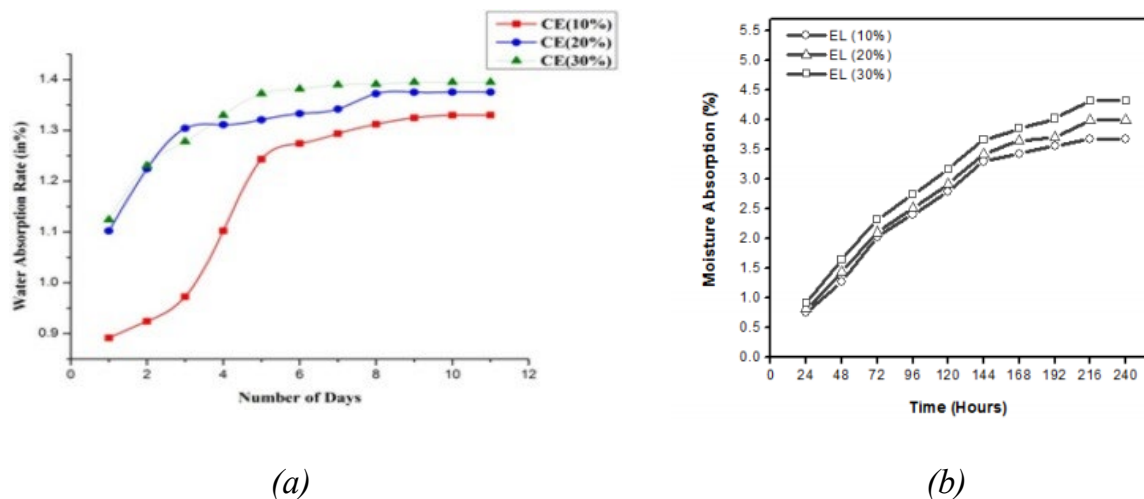 CE(10%)
CE(20%)
CE(30%)
1.4
1.3
1.2
1.1
1.0
0.9
Water Absorption Rate (in%)
0 2 4 6 8 10 12
Number of Days
(a)
EL (10%)
EL (20%)
EL (30%)
5.5
5.0
4.5
4.0
3.5
3.0
2.5
2.0
1.5
1.0
0.5
0.0
Moisture Absorption (%)
0 24 48 72 96 120 144 168 192 216 240
Time (Hours)
(b)